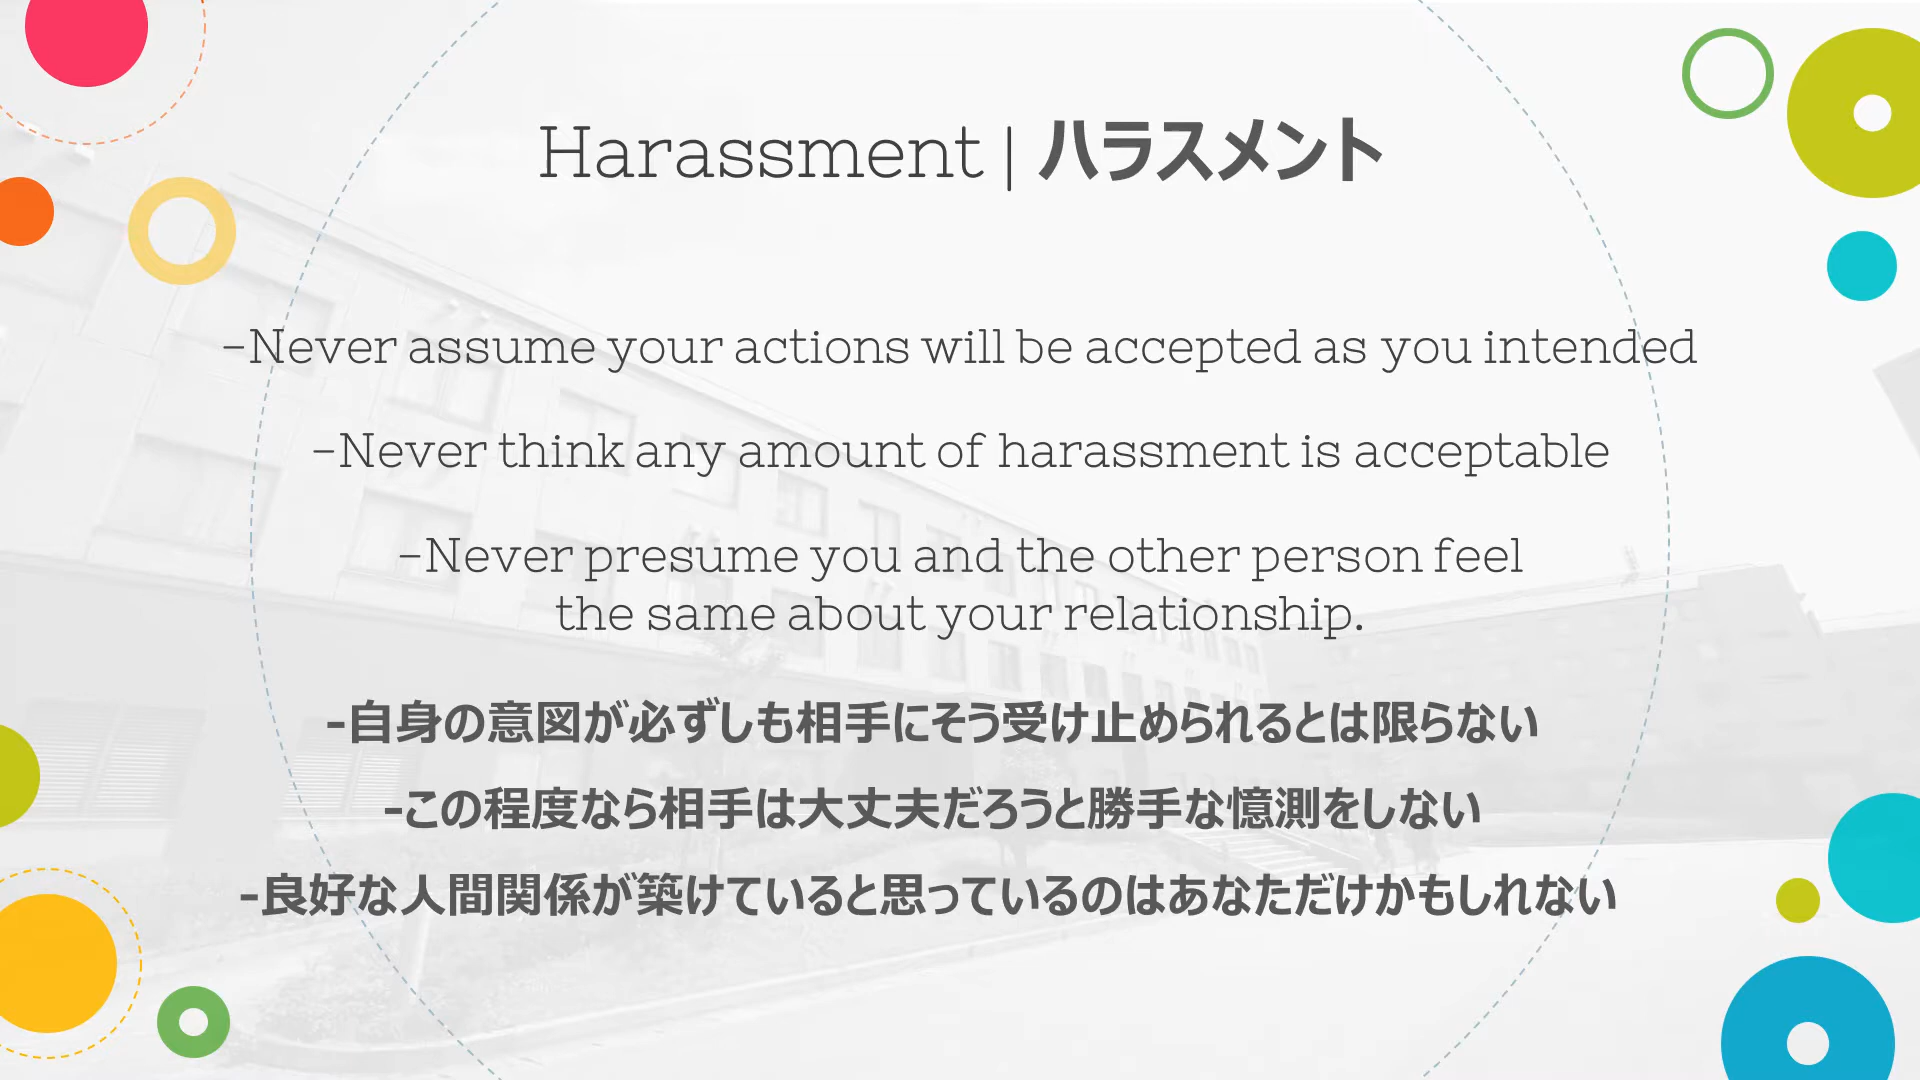 Harassment | ハラスメント
-Never assume your actions will be accepted as you intended
-Never think any amount of harassment is acceptable
-Never presume you and the other person feel
the same about your relationship.
-自身の意図が必ずしも相手にそう受け止められるとは限らない
-この程度なら相手は大丈夫だろうと勝手な憶測をしない
-良好な人間関係が築けていると思っているのはあなただけかもしれない